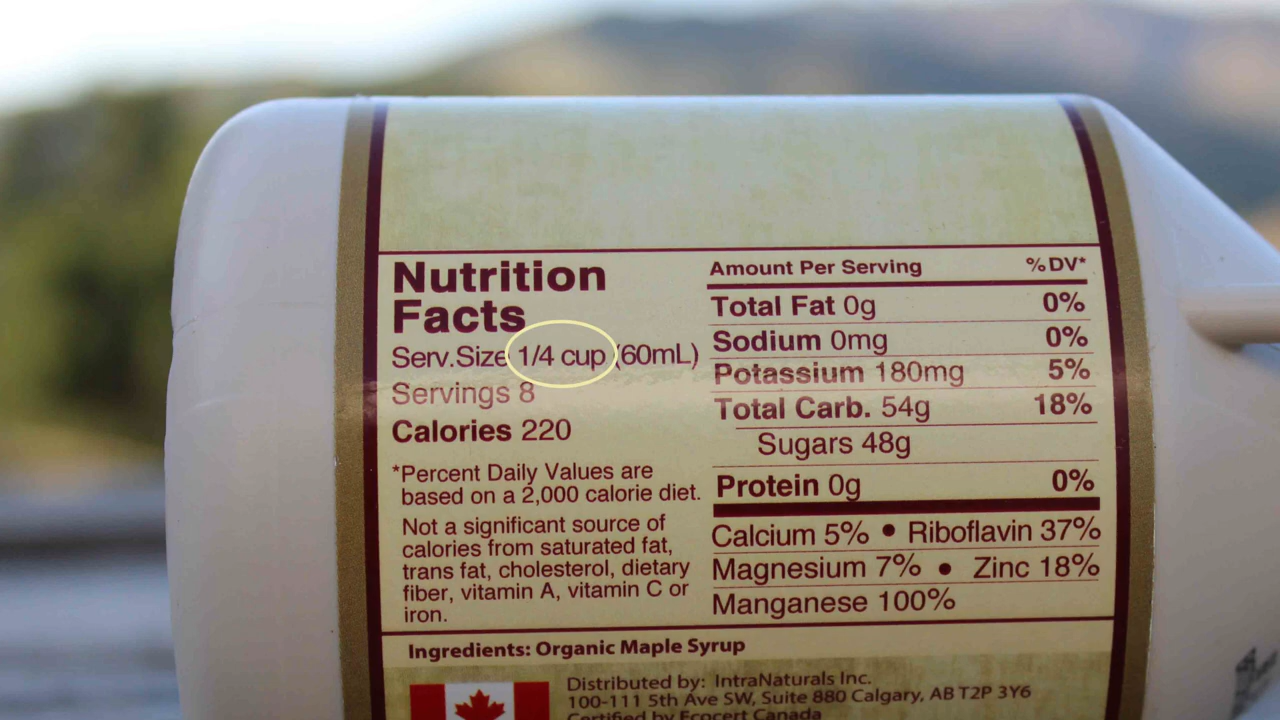 Nutrition
Facts
Serv.Size 1/4 cup (60mL)
Servings 8
Calories 220
*Percent Daily Values are
based on a 2,000 calorie diet.
Not a significant source of
calories from saturated fat,
trans fat, cholesterol, dietary
fiber, vitamin A, vitamin C or
iron.
Amount Per Serving %DV*
Total Fat 0g 0%
Sodium 0mg 0%
Potassium 180mg 5%
Total Carb. 54g 18%
Sugars 48g
Protein 0g 0%
Calcium 5% • Riboflavin 37%
Magnesium 7% • Zinc 18%
Manganese 100%
Ingredients: Organic Maple Syrup
Distributed by: IntraNaturals Inc.
100-111 5th Ave SW, Suite 880 Calgary, AB T2P 3Y6
Certified by Ecocert Canada